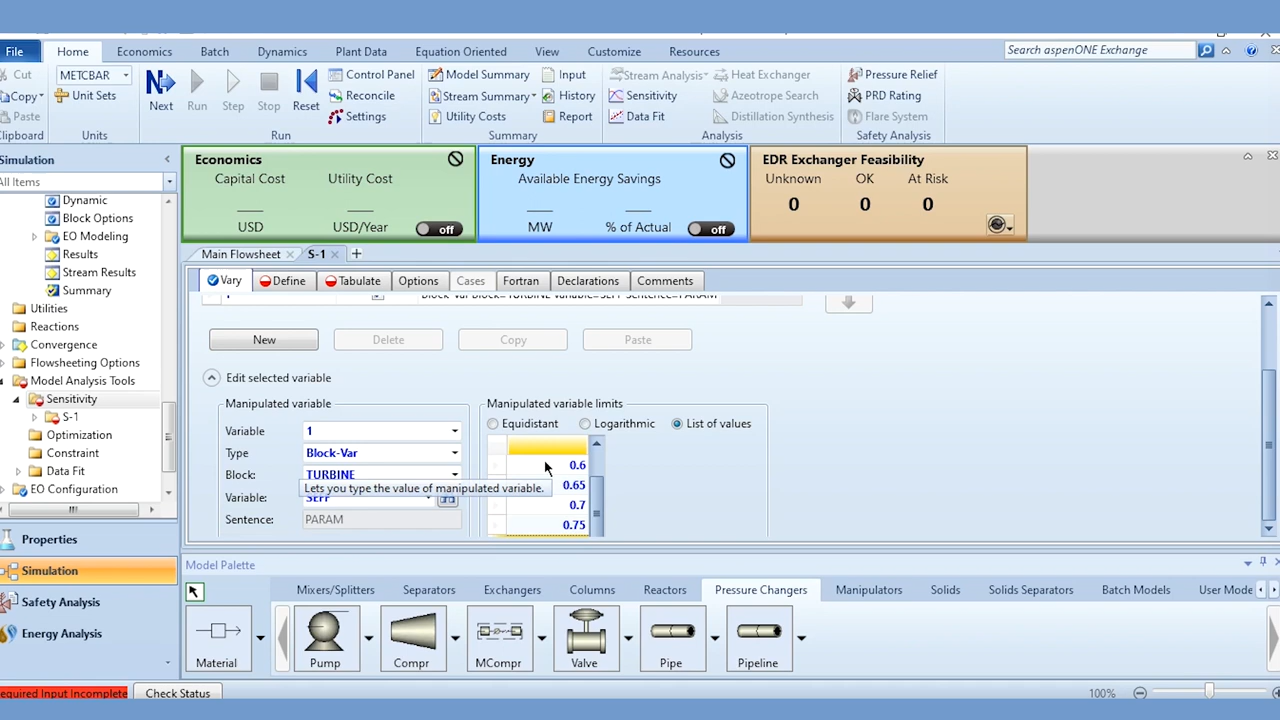 File Home Economics Batch Dynamics Plant Data Equation Oriented View Customize Resources Search aspenONE Exchange
Cut METCBAR Control Panel Model Summary Input Stream Analysis Heat Exchanger Pressure Relief
Copy Unit Sets Next Run Step Stop Reset Reconcile Stream Summary History Sensitivity Azeotrope Search PRD Rating
Paste Settings Utility Costs Report Data Fit Distillation Synthesis Flare System
Clipboard Units Run Summary Analysis Safety Analysis
Simulation
All Items
Dynamic
Block Options
EO Modeling
Results
Stream Results
Summary
Utilities
Reactions
Convergence
Flowsheeting Options
Model Analysis Tools
Sensitivity
S-1
Optimization
Constraint
Data Fit
EO Configuration
Properties
Simulation
Safety Analysis
Energy Analysis
Economics
Capital Cost Utility Cost
USD USD/Year off
Energy
Available Energy Savings
MW % of Actual off
EDR Exchanger Feasibility
Unknown OK At Risk
0 0 0
Main Flowsheet S-1 +
Vary Define Tabulate Options Cases Fortran Declarations Comments
1 Block-Var Block=TURBINE Variable=SEFF Sentence=PARAM
New Delete Copy Paste
Edit selected variable
Manipulated variable
Variable 1
Type Block-Var
Block: TURBINE
Lets you type the value of manipulated variable.
Variable: SEFF
Sentence: PARAM
Manipulated variable limits
Equidistant Logarithmic List of values
0.6
0.65
0.7
0.75
Model Palette
Mixers/Splitters Separators Exchangers Columns Reactors Pressure Changers Manipulators Solids Solids Separators Batch Models User Mode
Material Pump Compr MCompr Valve Pipe Pipeline
equired Input Incomplete Check Status 100%